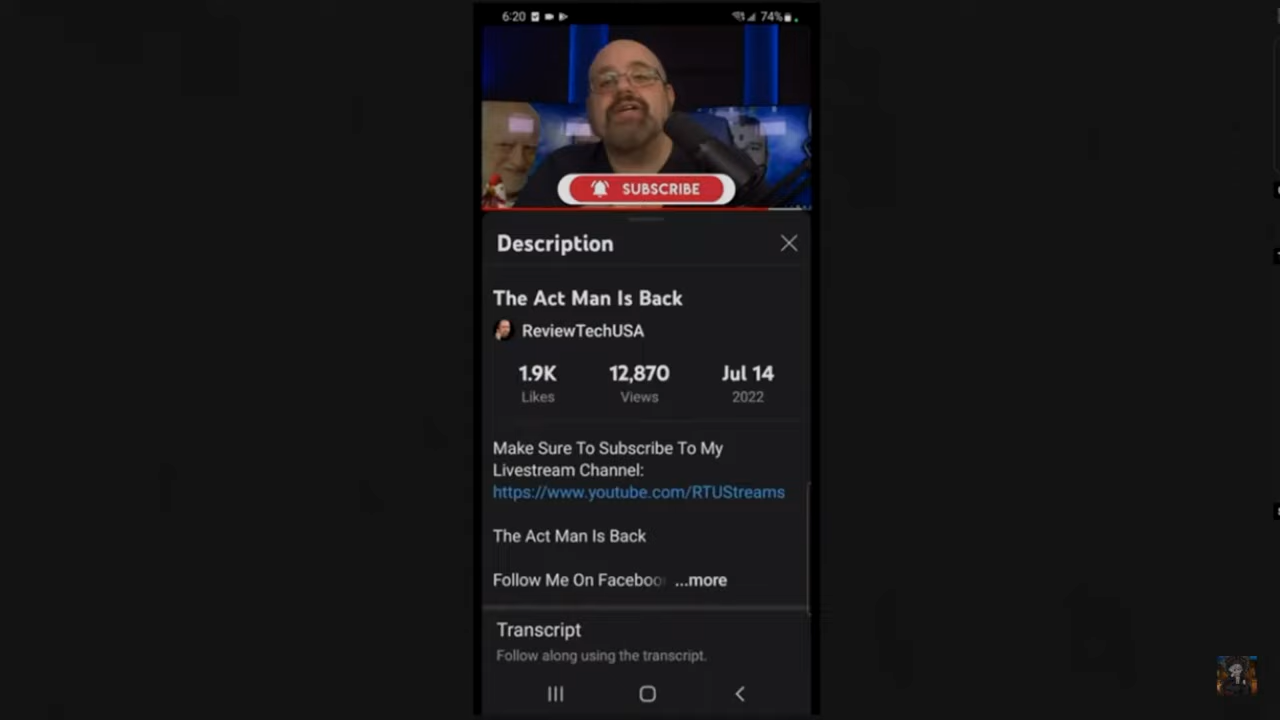 6:20
74%
SUBSCRIBE
Description
The Act Man Is Back
ReviewTechUSA
1.9K 12,870 Jul 14
Likes Views 2022
Make Sure To Subscribe To My
Livestream Channel:
https://www.youtube.com/RTUStreams
The Act Man Is Back
Follow Me On Faceboo ...more
Transcript
Follow along using the transcript.